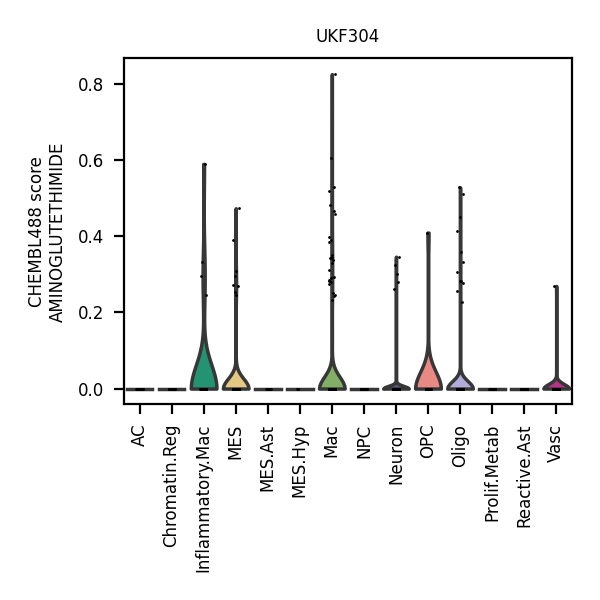 UKF304
CHEMBL488 score
AMINOGLUTETHIMIDE
0.8
0.6
0.4
0.2
0.0
AC
Chromatin.Reg
Inflammatory.Mac
MES
MES.Ast
MES.Hyp
Mac
NPC
Neuron
OPC
Oligo
Prolif.Metab
Reactive.Ast
Vasc